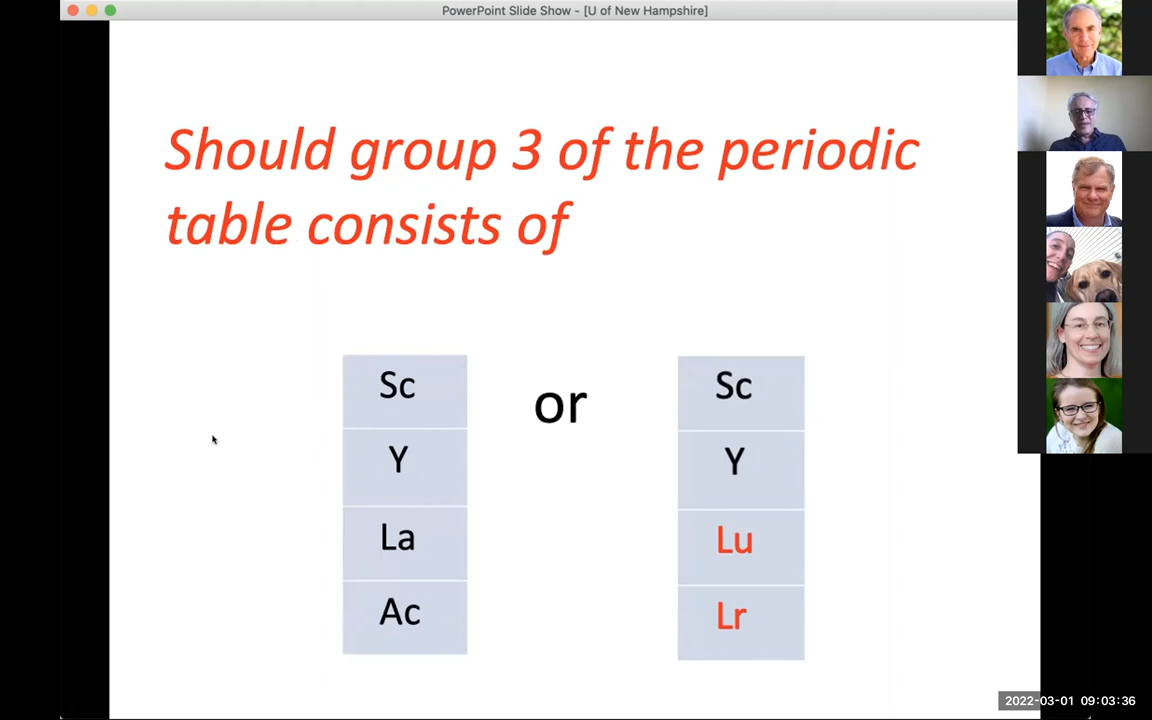 PowerPoint Slide Show - [U of New Hampshire]
Should group 3 of the periodic
table consists of
Sc
Y
La
Ac
or
Sc
Y
Lu
Lr
2022-03-01 09:03:36